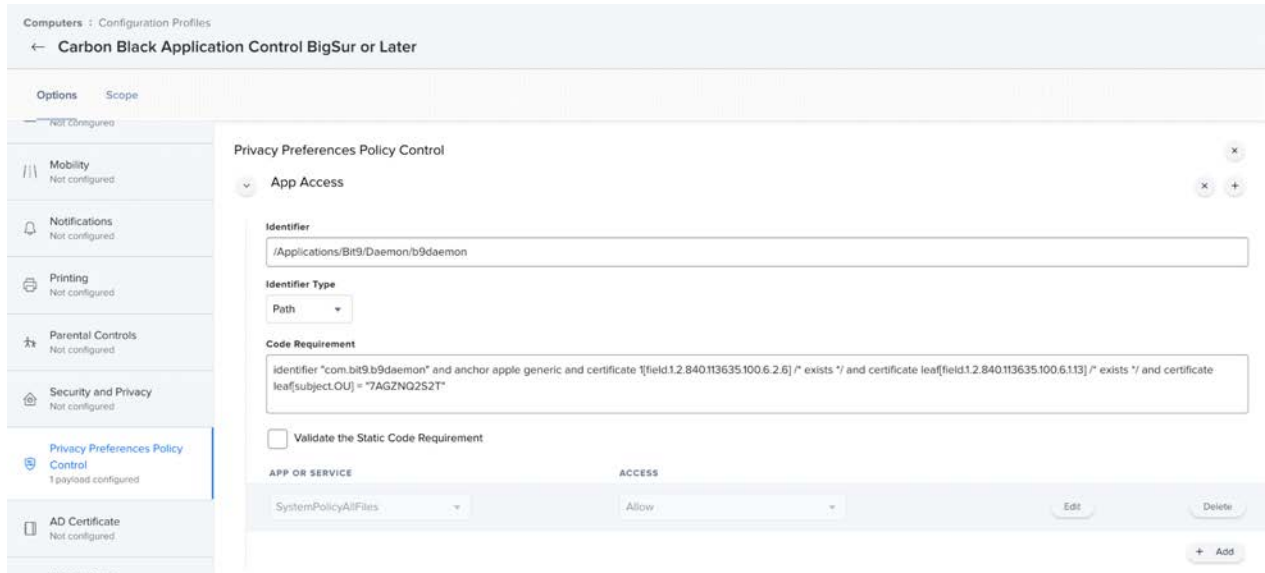 Computers : Configuration Profiles
← Carbon Black Application Control BigSur or Later
Options Scope
Not configured
Mobility
Not configured
Notifications
Not configured
Printing
Not configured
Parental Controls
Not configured
Security and Privacy
Not configured
Privacy Preferences Policy
Control
1 payload configured
AD Certificate
Not configured
Privacy Preferences Policy Control
App Access
Identifier
/Applications/Bit9/Daemon/b9daemon
Identifier Type
Path
Code Requirement
identifier "com.bit9.b9daemon" and anchor apple generic and certificate 1[field.1.2.840.113635.100.6.2.6] /* exists */ and certificate leaf[field.1.2.840.113635.100.6.1.13] /* exists */ and certificate
leaf[subject.OU] = "7AGZNQ2S2T"
Validate the Static Code Requirement
APP OR SERVICE ACCESS
SystemPolicyAllFiles Allow Edit Delete
+ Add